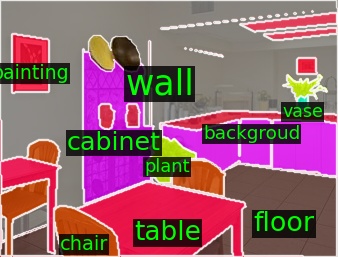 painting
wall
vase
backgroud
cabinet
plant
floor
table
chair